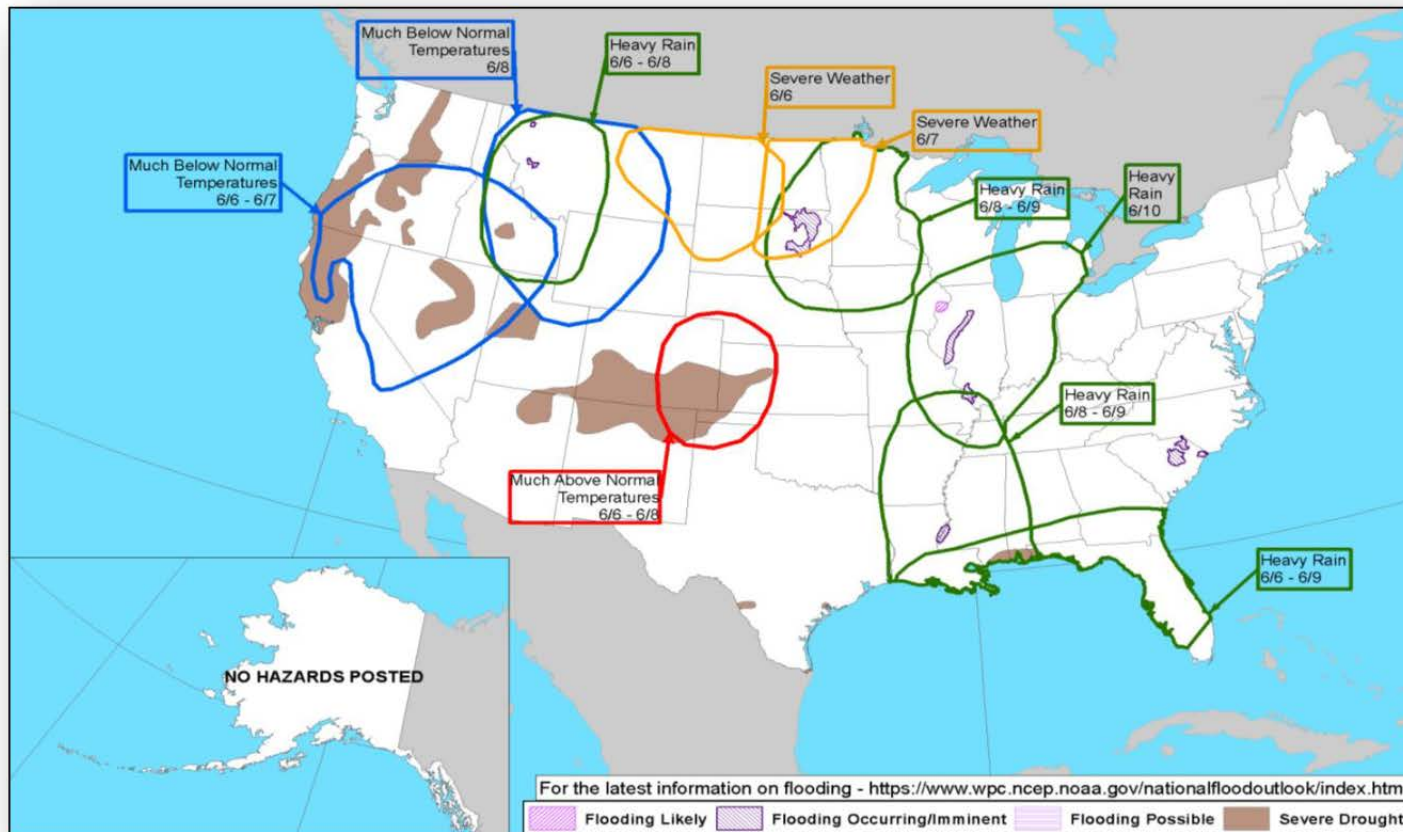 Much Below Normal
Temperatures
6/8
Heavy Rain
6/6 - 6/8
Severe Weather
6/6
Severe Weather
6/7
Much Below Normal
Temperatures
6/6 - 6/7
Heavy Rain
6/8 - 6/9
Heavy
Rain
6/10
Heavy Rain
6/8 - 6/9
Much Above Normal
Temperatures
6/6 - 6/8
Heavy Rain
6/6 - 6/9
NO HAZARDS POSTED
For the latest information on flooding - https://www.wpc.ncep.noaa.gov/nationalfloodoutlook/index.htm
Flooding Likely
Flooding Occurring/Imminent
Flooding Possible
Severe Drought